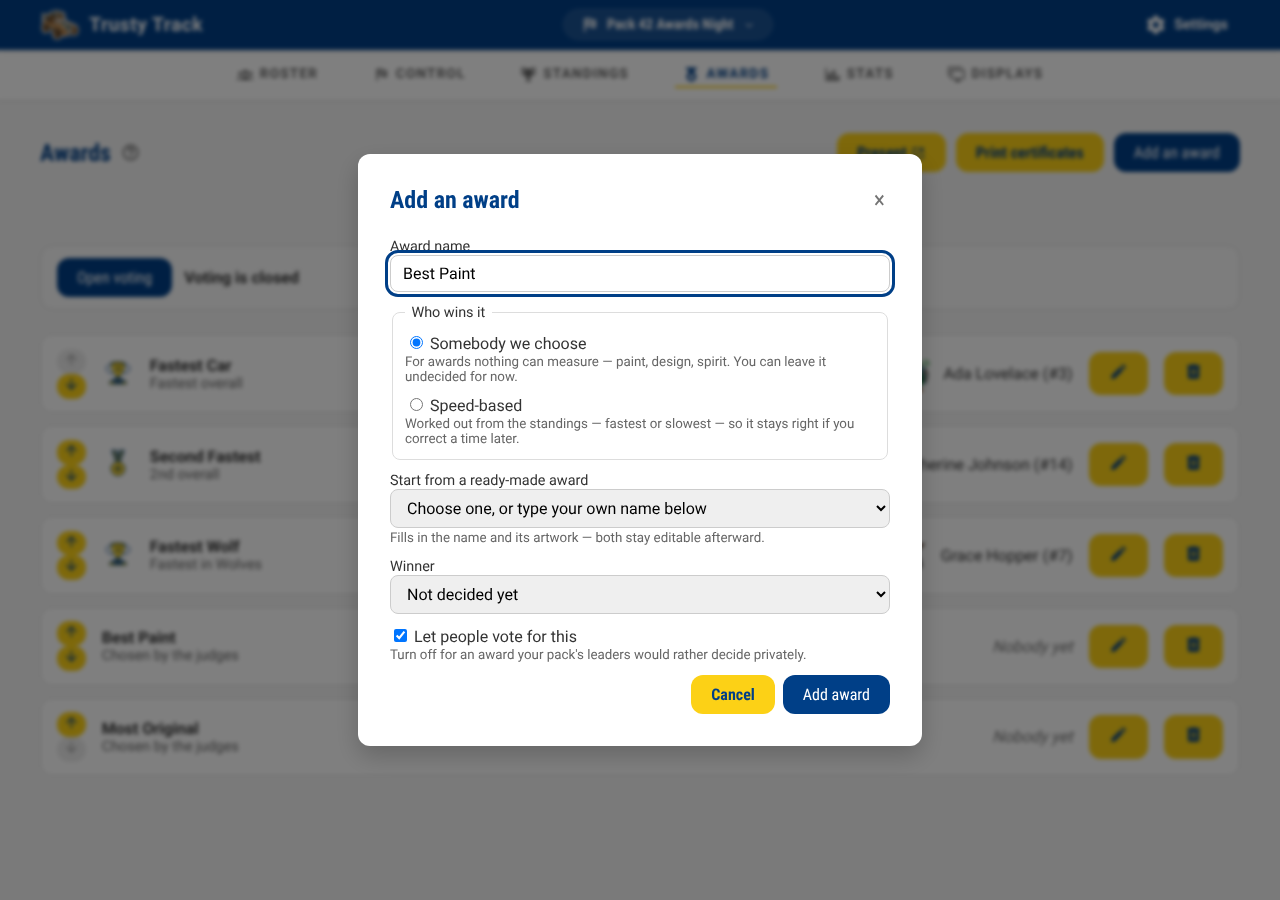 Trusty Track
Pack 42 Awards Night
Settings
ROSTER
CONTROL
STANDINGS
AWARDS
STATS
DISPLAYS
Awards
Present
Print certificates
Add an award
Add an award
x
Award name
Best Paint
Who wins it
Somebody we choose
For awards nothing can measure — paint, design, spirit. You can leave it
undecided for now.
Speed-based
Worked out from the standings — fastest or slowest — so it stays right if you
correct a time later.
Start from a ready-made award
Choose one, or type your own name below
Fills in the name and its artwork — both stay editable afterward.
Winner
Not decided yet
Let people vote for this
Turn off for an award your pack's leaders would rather decide privately.
Cancel
Add award
Open voting
Voting is closed
Fastest Car
Fastest overall
Ada Lovelace (#3)
Second Fastest
2nd overall
herine Johnson (#14)
Fastest Wolf
Fastest in Wolves
Grace Hopper (#7)
Best Paint
Chosen by the judges
Nobody yet
Most Original
Chosen by the judges
Nobody yet